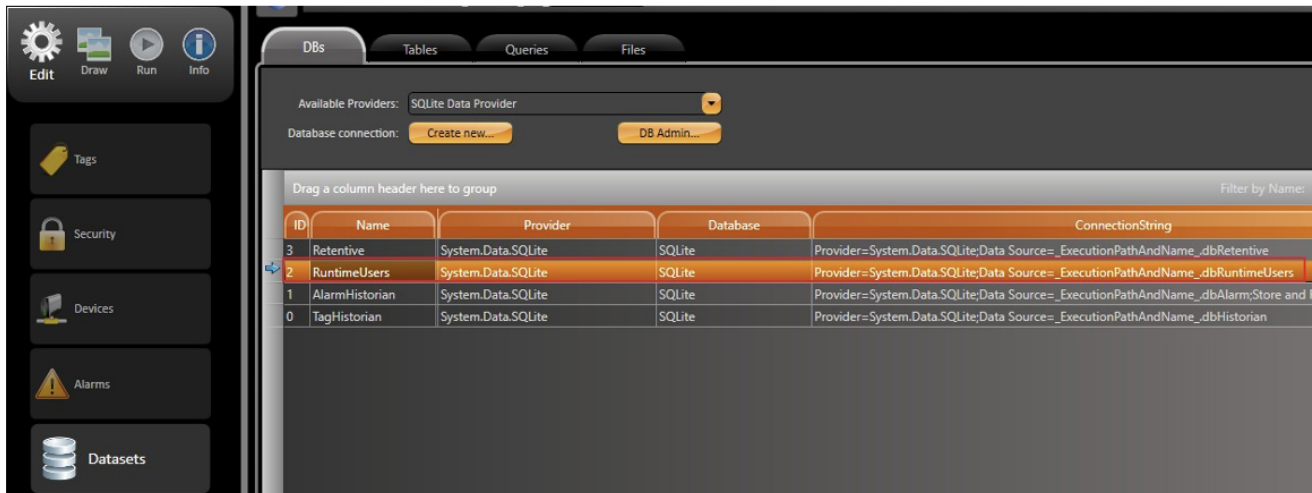 Edit Draw Run Info
Tags
Security
Devices
Alarms
Datasets
DBs Tables Queries Files
Available Providers: SQLite Data Provider
Database connection: Create new... DB Admin...
Drag a column header here to group Filter by Name:
ID Name Provider Database ConnectionString
3 Retentive System.Data.SQLite SQLite Provider=System.Data.SQLite;Data Source=_ExecutionPathAndName_.dbRetentive
2 RuntimeUsers System.Data.SQLite SQLite Provider=System.Data.SQLite;Data Source=_ExecutionPathAndName_.dbRuntimeUsers
1 AlarmHistorian System.Data.SQLite SQLite Provider=System.Data.SQLite;Data Source=_ExecutionPathAndName_.dbAlarm;Store and
0 TagHistorian System.Data.SQLite SQLite Provider=System.Data.SQLite;Data Source=_ExecutionPathAndName_.dbHistorian